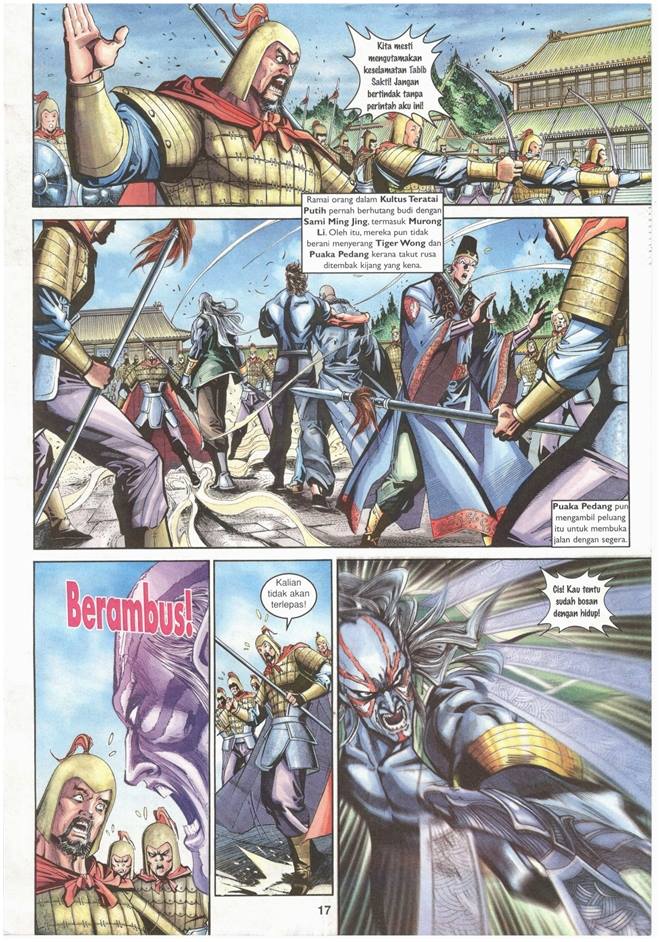 Kita mesti
mengutamakan
keselamatan Tabib
Sakti! Jangan
bertindak tanpa
perintah aku ini!
Ramai orang dalam Kultus Teratai
Putih pernah berhutang budi dengan
Sami Ming Jing, termasuk Murong
Li. Oleh itu, mereka pun tidak
berani menyerang Tiger Wong dan
Puaka Pedang kerana takut rusa
ditembak kijang yang kena.
Puaka Pedang pun
mengambil peluang
itu untuk membuka
jalan dengan segera.
Berambus!
Kalian
tidak akan
terlepas!
Cis! Kau tentu
sudah bosan
dengan hidup!
17